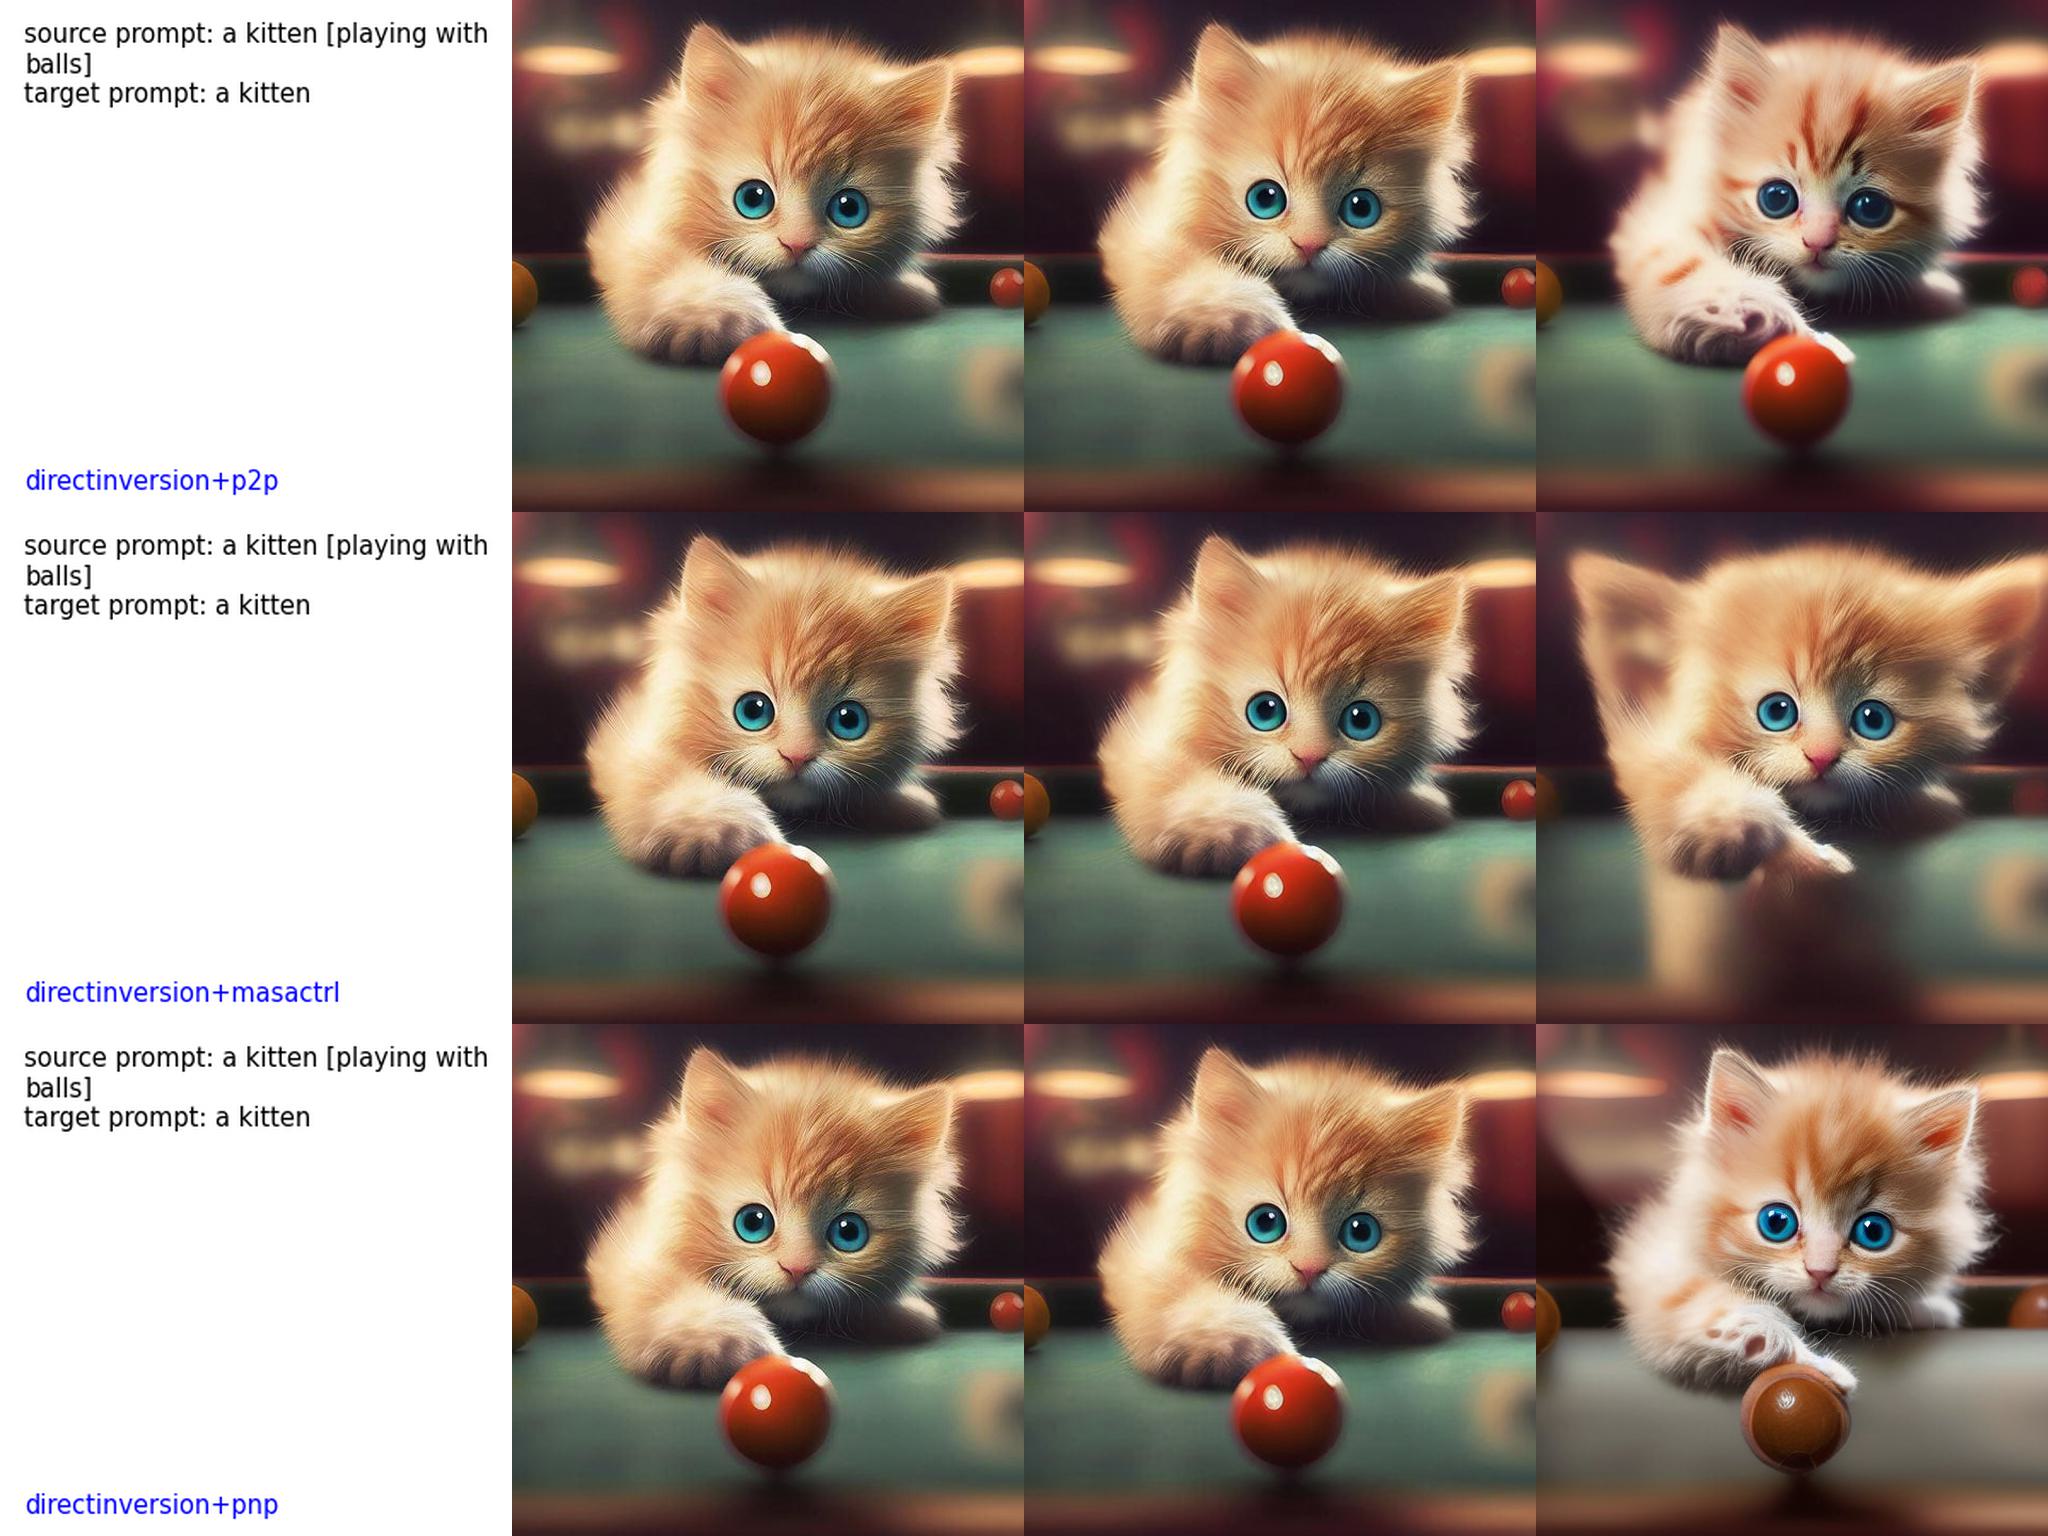 source prompt: a kitten [playing with
balls]
target prompt: a kitten
directinversion+p2p
source prompt: a kitten [playing with
balls]
target prompt: a kitten
directinversion+masactrl
source prompt: a kitten [playing with
balls]
target prompt: a kitten
directinversion+pnp